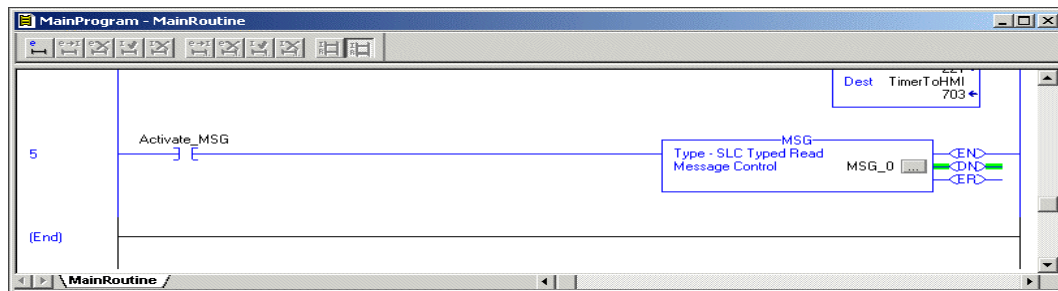 MainProgram - MainRoutine
Dest TimerToHMI
703
Activate_MSG
5
MSG
Type - SLC Typed Read
Message Control MSG_0 ...
EN
DN
ER
(End)
MainRoutine